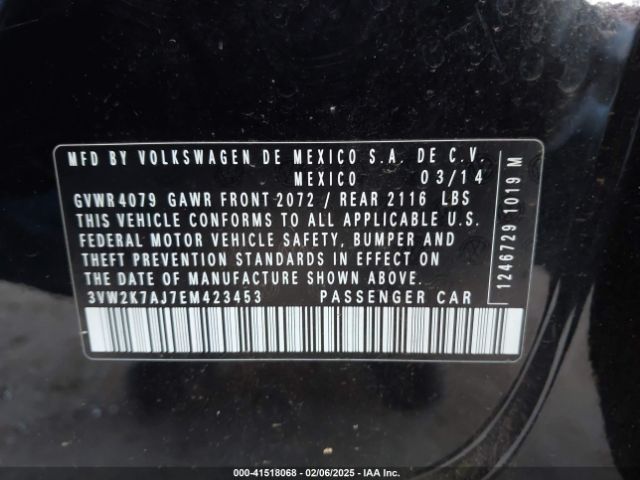 MFD BY VOLKSWAGEN DE MEXICO S.A. DE C.V.
MEXICO 03/14
GVWR 4079 GAWR FRONT 2072 / REAR 2116 LBS
THIS VEHICLE CONFORMS TO ALL APPLICABLE U.S.
FEDERAL MOTOR VEHICLE SAFETY, BUMPER AND
THEFT PREVENTION STANDARDS IN EFFECT ON
THE DATE OF MANUFACTURE SHOWN ABOVE.
3VW2K7AJ7EM423453 PASSENGER CAR
1246729 1019 M
000-41518068 - 02/06/2025 - IAA Inc.